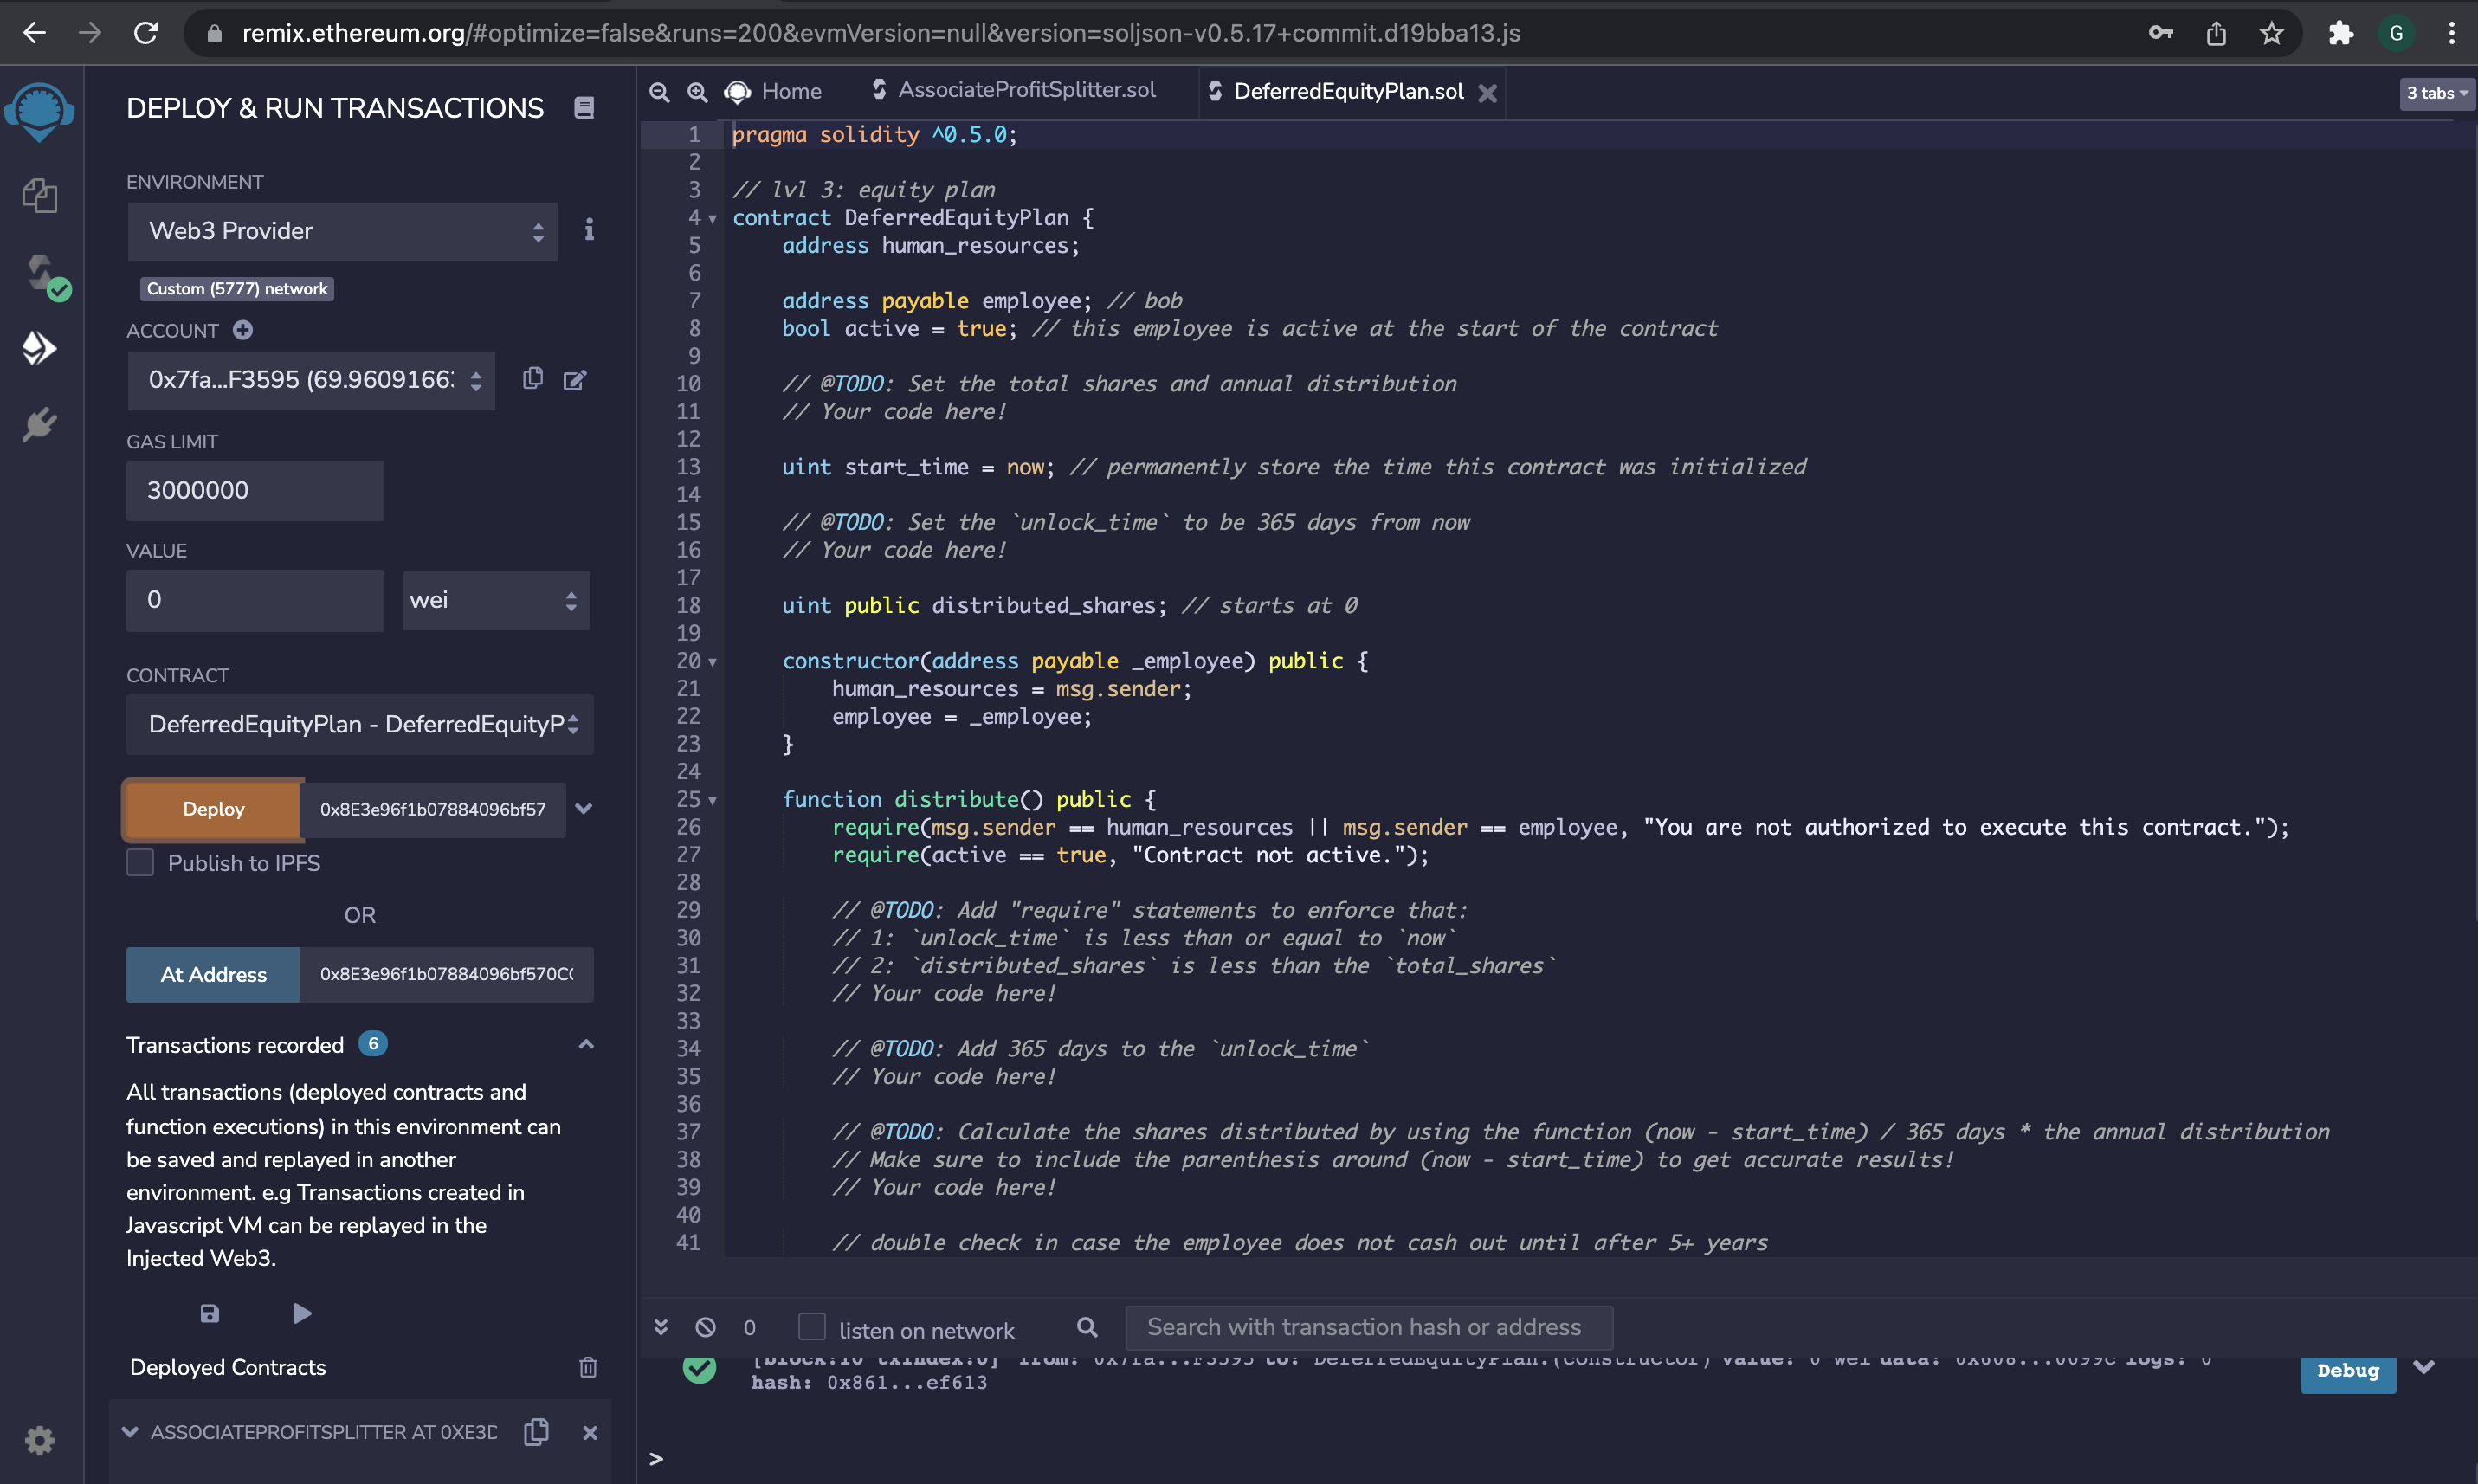 remix.ethereum.org/#optimize=false&runs=200&evmVersion=null&version=soljson-v0.5.17+commit.d19bba13.js
G
DEPLOY & RUN TRANSACTIONS
ENVIRONMENT
Web3 Provider
Custom (5777) network
ACCOUNT
0x7fa...F3595 (69.96091663
GAS LIMIT
3000000
VALUE
0
wei
CONTRACT
DeferredEquityPlan - DeferredEquityP
Deploy
0x8E3e96f1b07884096bf57
Publish to IPFS
OR
At Address
0x8E3e96f1b07884096bf570C
Transactions recorded 6
All transactions (deployed contracts and
function executions) in this environment can
be saved and replayed in another
environment. e.g Transactions created in
Javascript VM can be replayed in the
Injected Web3.
Deployed Contracts
ASSOCIATEPROFITSPLITTER AT 0XE3D
Home
AssociateProfitSplitter.sol
DeferredEquityPlan.sol
3 tabs
1 pragma solidity ^0.5.0;
2
3 // lvl 3: equity plan
4 contract DeferredEquityPlan {
5 address human_resources;
6
7 address payable employee; // bob
8 bool active = true; // this employee is active at the start of the contract
9
10 // @TODO: Set the total shares and annual distribution
11 // Your code here!
12
13 uint start_time = now; // permanently store the time this contract was initialized
14
15 // @TODO: Set the `unlock_time` to be 365 days from now
16 // Your code here!
17
18 uint public distributed_shares; // starts at 0
19
20 constructor(address payable _employee) public {
21 human_resources = msg.sender;
22 employee = _employee;
23 }
24
25 function distribute() public {
26 require(msg.sender == human_resources || msg.sender == employee, "You are not authorized to execute this contract.");
27 require(active == true, "Contract not active.");
28
29 // @TODO: Add "require" statements to enforce that:
30 // 1: `unlock_time` is less than or equal to `now`
31 // 2: `distributed_shares` is less than the `total_shares`
32 // Your code here!
33
34 // @TODO: Add 365 days to the `unlock_time`
35 // Your code here!
36
37 // @TODO: Calculate the shares distributed by using the function (now - start_time) / 365 days * the annual distribution
38 // Make sure to include the parenthesis around (now - start_time) to get accurate results!
39 // Your code here!
40
41 // double check in case the employee does not cash out until after 5+ years
0
listen on network
Search with transaction hash or address
[block:10 txIndex:0] from: 0x7fa...F3595 to: DeferredEquityPlan.(constructor) value: 0 wei data: 0x608...0099c logs: 0
hash: 0x861...ef613
Debug
>